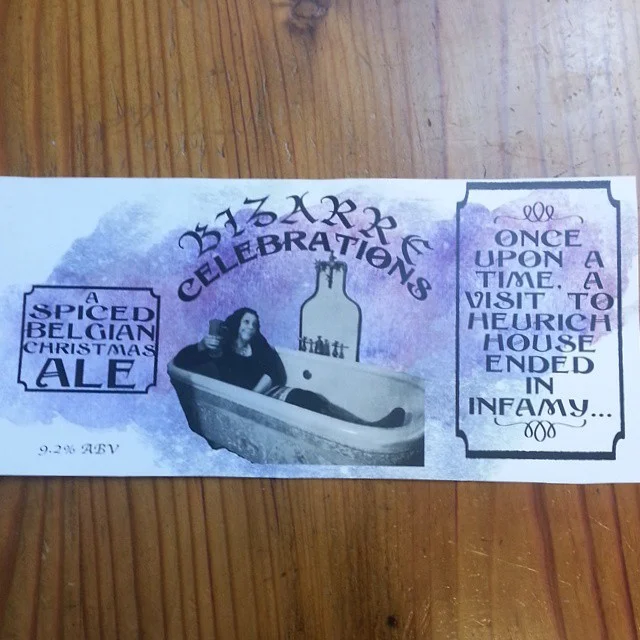 A
SPICED
BELGIAN
CHRISTMAS
ALE
9.2% ABV
BIZARRE
CELEBRATIONS
ONCE
UPON A
TIME, A
VISIT TO
HEURICH
HOUSE
ENDED
IN
INFAMY...